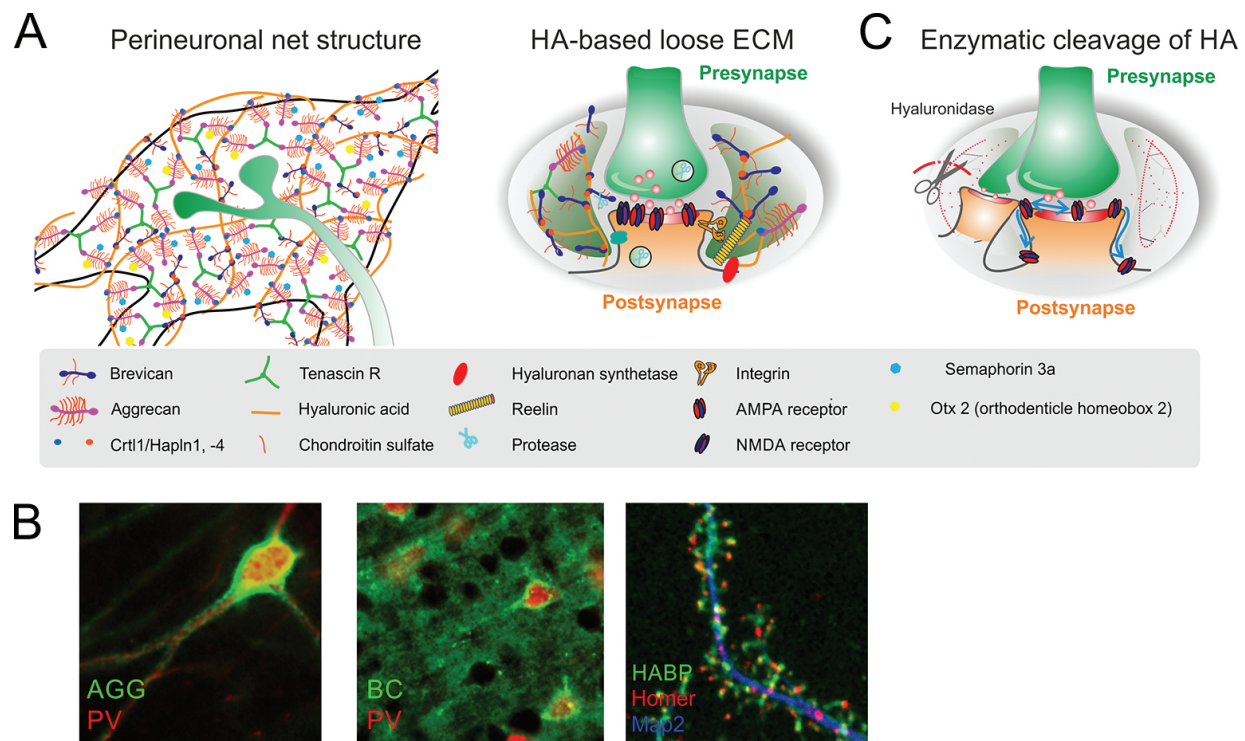 A
Perineuronal net structure
HA-based loose ECM
Presynapse
Postsynapse
C
Enzymatic cleavage of HA
Presynapse
Hyaluronidase
Postsynapse
Brevican
Tenascin R
Hyaluronan synthetase
Integrin
Semaphorin 3a
Aggrecan
Hyaluronic acid
Reelin
AMPA receptor
Otx 2 (orthodenticle homeobox 2)
Crtl1/Hapln1, -4
Chondroitin sulfate
Protease
NMDA receptor
B
AGG
PV
BC
PV
HABP
Homer
Map2